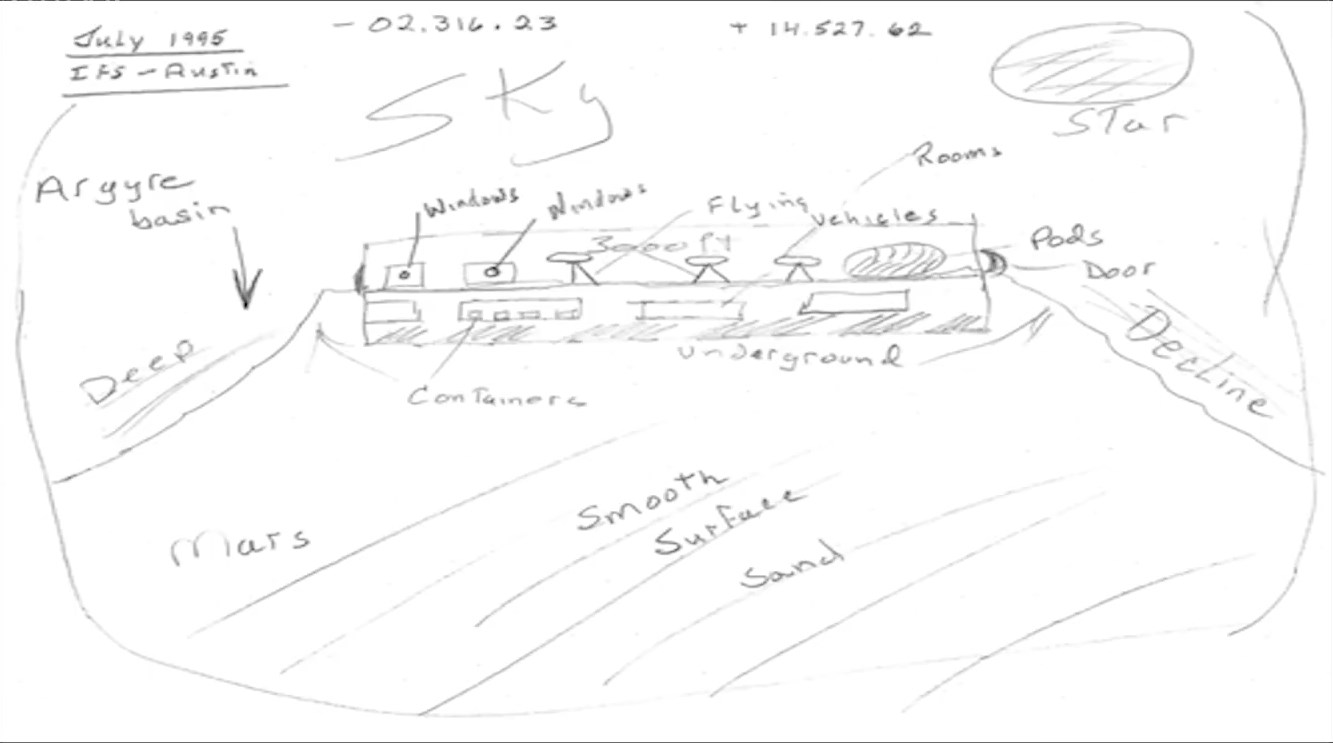 July 1995
IFS - Austin
- 02.316.23
+ 14.527.62
Sky
Star
Argyre
basin
Windows
Windows
Flying
vehicles
Rooms
3000 ft
Pods
Door
Deep
Containers
underground
Decline
Mars
Smooth
Surface
Sand